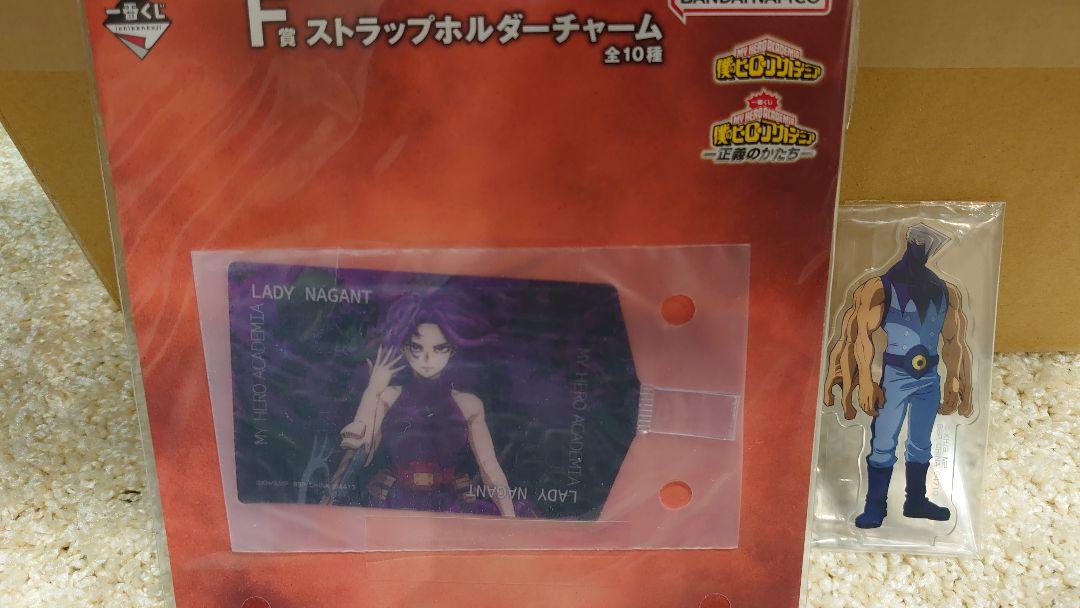 一番くじ
ichibankuji
F賞 ストラップホルダーチャーム
全10種
BANDAI NAMCO
MY HERO ACADEMIA
僕のヒーローアカデミア
一番くじ
MY HERO ACADEMIA
僕のヒーローアカデミア
—正義のかたち—
LADY NAGANT
MY HERO ACADEMIA
MY HERO ACADEMIA
LADY NAGANT